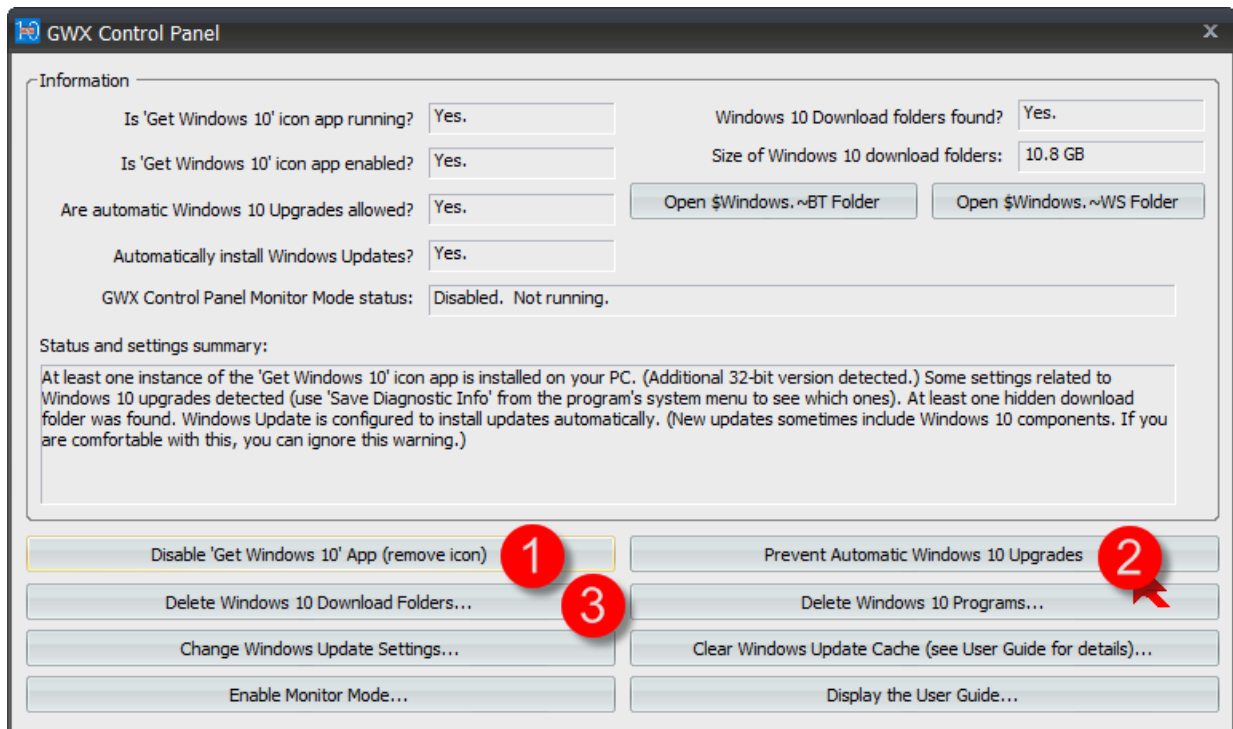 GWX Control Panel
x
Information
Is 'Get Windows 10' icon app running? Yes.
Windows 10 Download folders found? Yes.
Is 'Get Windows 10' icon app enabled? Yes.
Size of Windows 10 download folders: 10.8 GB
Are automatic Windows 10 Upgrades allowed? Yes.
Open $Windows.~BT Folder
Open $Windows.~WS Folder
Automatically install Windows Updates? Yes.
GWX Control Panel Monitor Mode status: Disabled. Not running.
Status and settings summary:
At least one instance of the 'Get Windows 10' icon app is installed on your PC. (Additional 32-bit version detected.) Some settings related to
Windows 10 upgrades detected (use 'Save Diagnostic Info' from the program's system menu to see which ones). At least one hidden download
folder was found. Windows Update is configured to install updates automatically. (New updates sometimes include Windows 10 components. If you
are comfortable with this, you can ignore this warning.)
Disable 'Get Windows 10' App (remove icon) 1
Prevent Automatic Windows 10 Upgrades 2
Delete Windows 10 Download Folders... 3
Delete Windows 10 Programs...
Change Windows Update Settings...
Clear Windows Update Cache (see User Guide for details)...
Enable Monitor Mode...
Display the User Guide...